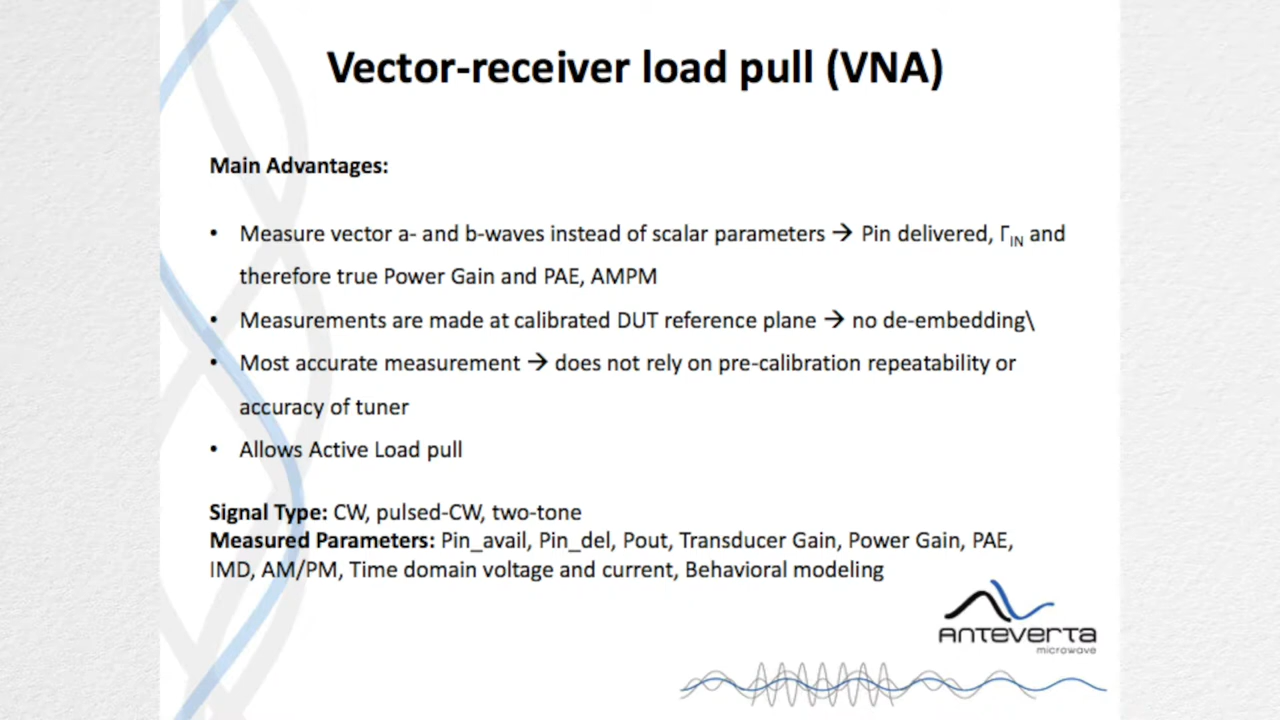 Vector-receiver load pull (VNA)
Main Advantages:
• Measure vector a- and b-waves instead of scalar parameters → Pin delivered, ΓIN and
therefore true Power Gain and PAE, AMPM
• Measurements are made at calibrated DUT reference plane → no de-embedding\
• Most accurate measurement → does not rely on pre-calibration repeatability or
accuracy of tuner
• Allows Active Load pull
Signal Type: CW, pulsed-CW, two-tone
Measured Parameters: Pin_avail, Pin_del, Pout, Transducer Gain, Power Gain, PAE,
IMD, AM/PM, Time domain voltage and current, Behavioral modeling
Anteverta
microwave